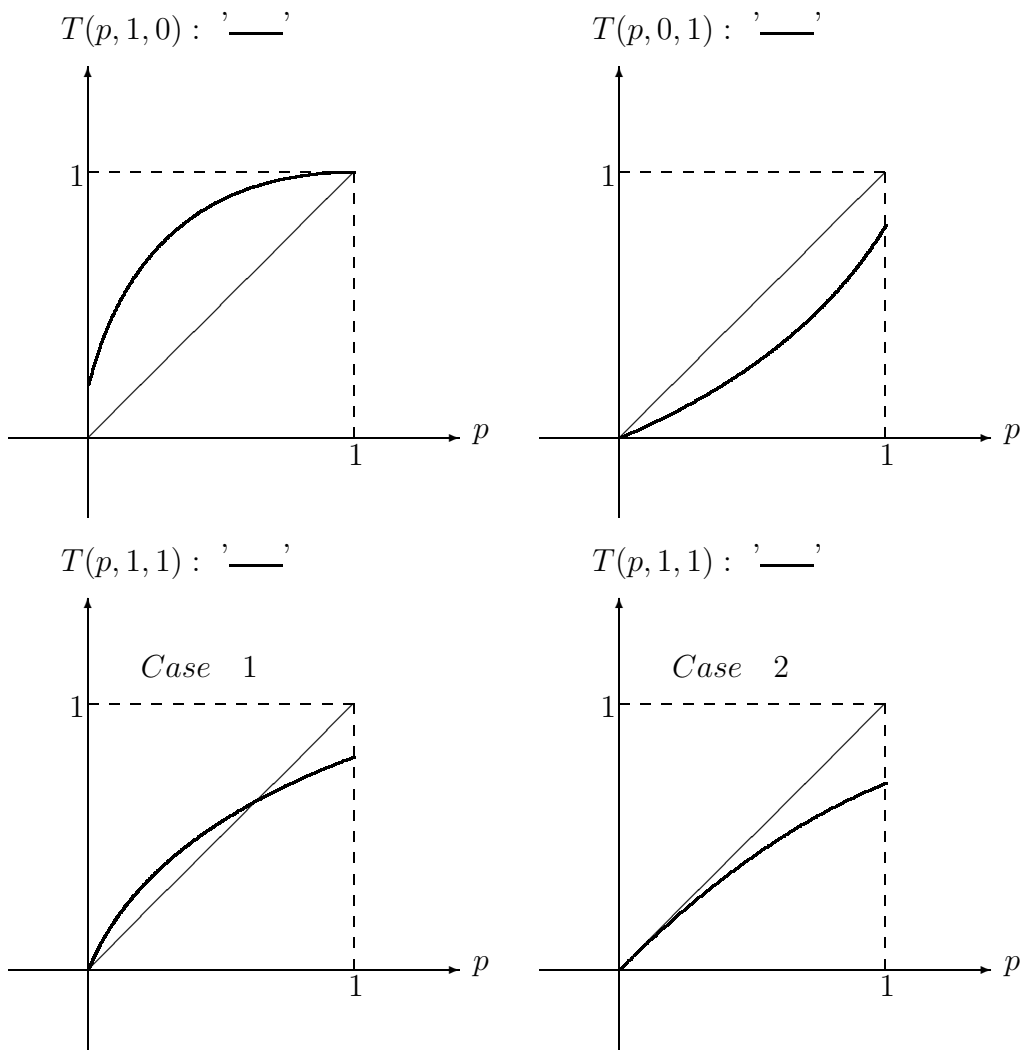 T(p, 1, 0) : '—'
T(p, 0, 1) : '—'
1
1
p
p
1
1
T(p, 1, 1) : '—'
T(p, 1, 1) : '—'
Case 1
Case 2
1
1
p
p
1
1